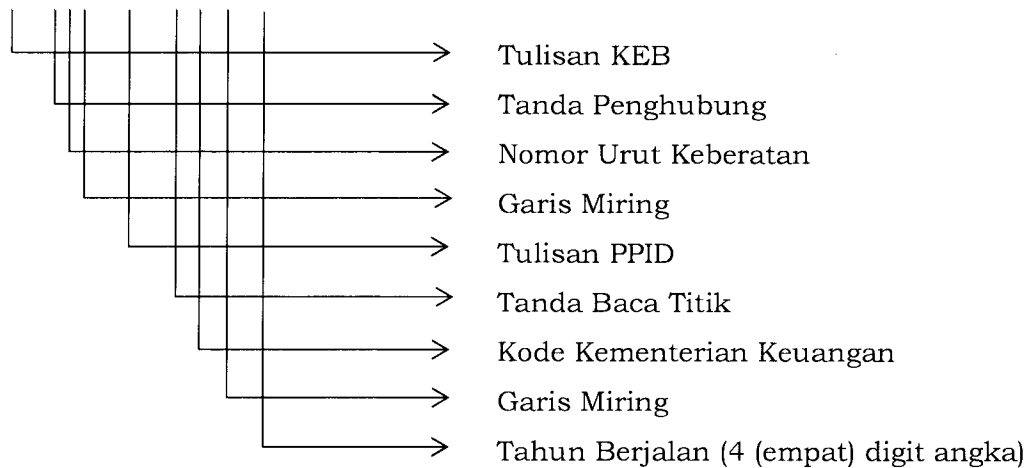 Tulisan KEB
Tanda Penghubung
Nomor Urut Keberatan
Garis Miring
Tulisan PPID
Tanda Baca Titik
Kode Kementerian Keuangan
Garis Miring
Tahun Berjalan (4 (empat) digit angka)